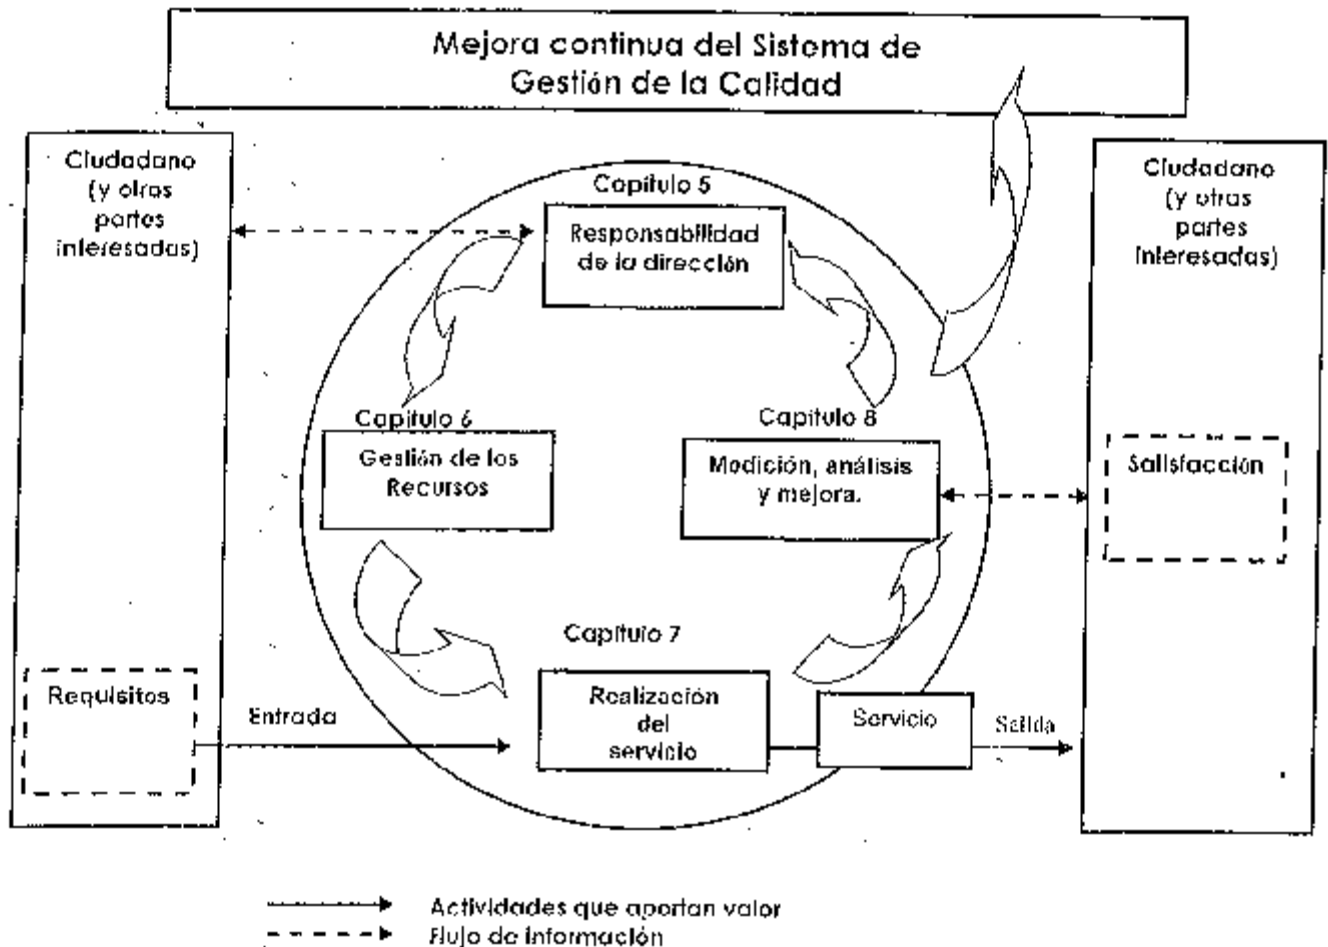 Mejora continua del Sistema de
Gestión de la Calidad
Ciudadano
(y otras
partes
interesadas)
Requisitos
Entrada
Capítulo 5
Responsabilidad
de la dirección
Capítulo 6
Gestión de los
Recursos
Capítulo 8
Medición, análisis
y mejora.
Capítulo 7
Realización
del
servicio
Servicio
Salida
Ciudadano
(y otras
partes
interesadas)
Satisfacción
Actividades que aportan valor
Flujo de información